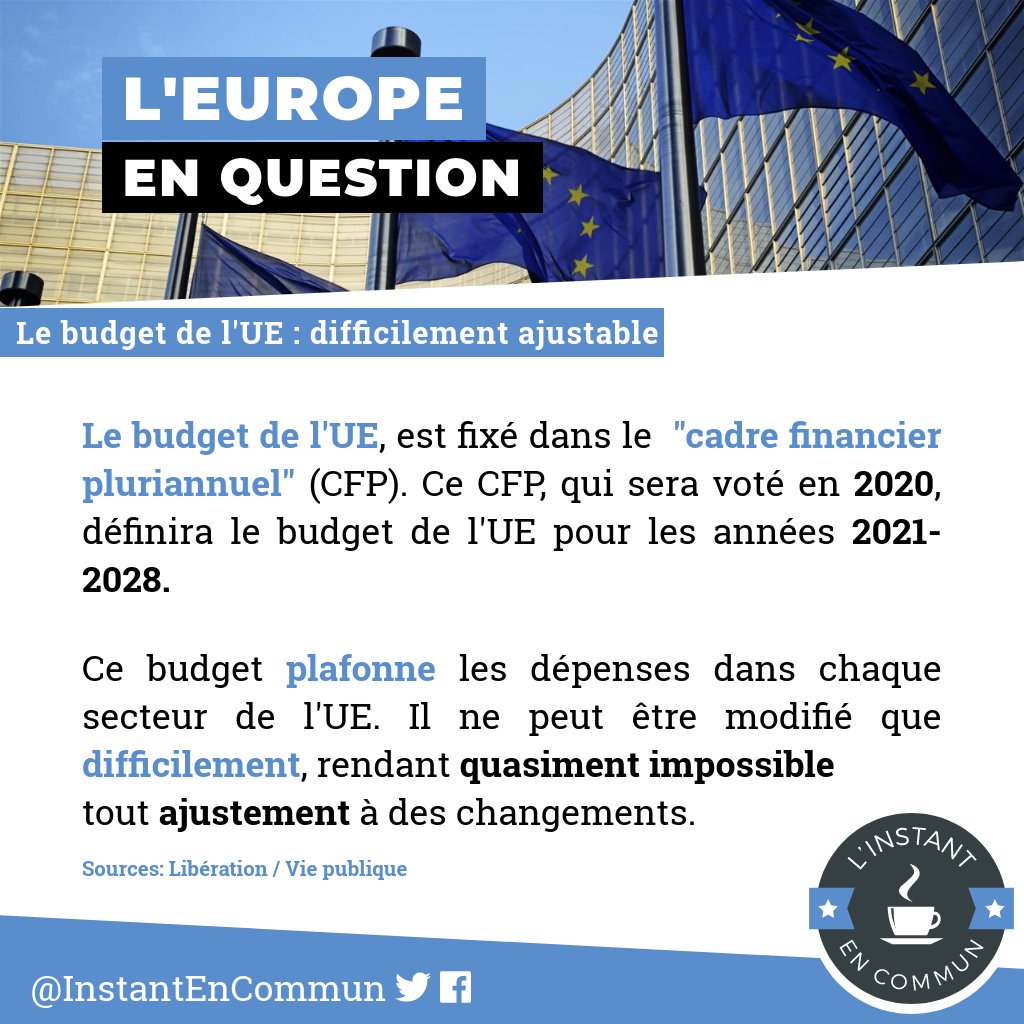 L'EUROPE
EN QUESTION
Le budget de l'UE : difficilement ajustable
Le budget de l'UE, est fixé dans le "cadre financier
pluriannuel" (CFP). Ce CFP, qui sera voté en 2020,
définira le budget de l'UE pour les années 2021-
2028.
Ce budget plafonne les dépenses dans chaque
secteur de l'UE. Il ne peut être modifié que
difficilement, rendant quasiment impossible
tout ajustement à des changements.
Sources: Libération / Vie publique
L'INSTANT
EN COMMUN
@InstantEnCommun